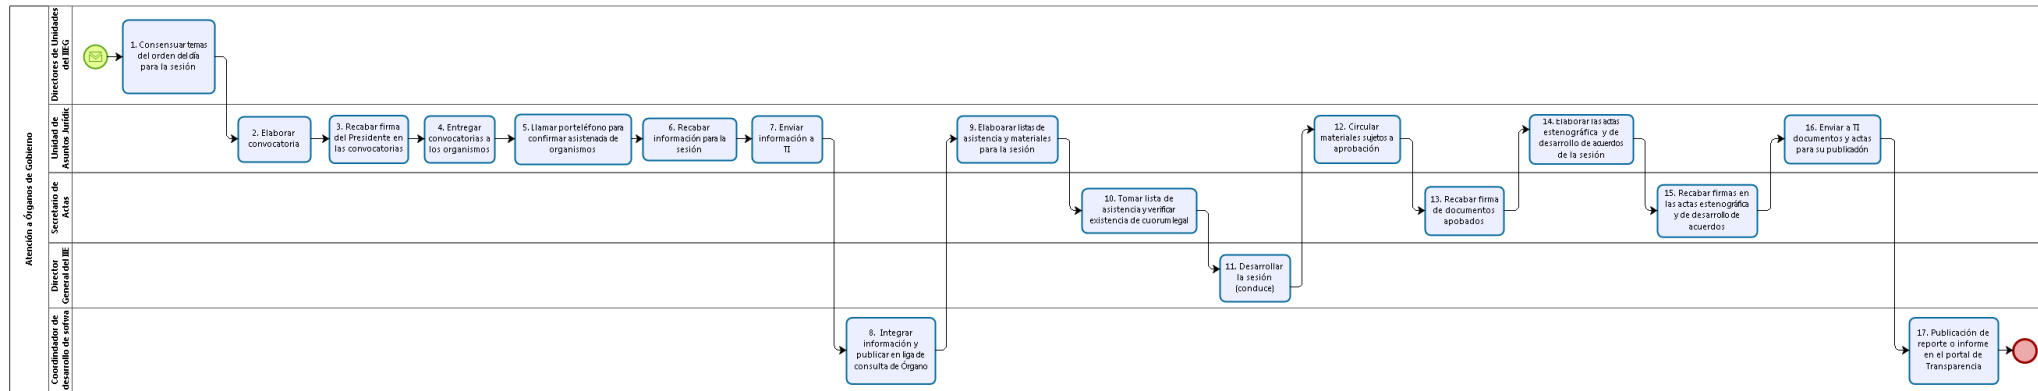 Atención a Órganos de Gobierno
Directores de Unidades
del IIEG
1. Consensuar temas
del orden del día
para la sesión
Unidad de
Asuntos Jurídic
2. Elaborar
convocatoria
3. Recabar firma
del Presidente en
las convocatorias
4. Entregar
convocatorias a
los organismos
5. Llamar por teléfono para
confirmar asistenada de
organismos
6. Recabar
información para la
sesión
7. Enviar
información a
TI
9. Elaboarar listas de
asistencia y materiales
para la sesión
12. Circular
materiales sujetos a
aprobación
14. Elaborar las actas
estenográfica y de
desarrollo de acuerdos
de la sesión
16. Enviar a TI
documentos y actas
para su publicación
Secretario de
Actas
10. Tomar lista de
asistencia y verificar
existencia de cuorum legal
13. Recabar firma
de documentos
apobados
15. Recabar firmas en
las actas estenográfica
y de desarrollo de
acuerdos
Director
General del IIE
11. Desarrollar
la sesión
(conduce)
Coordindador de
desarrollo de sofwa
8. Integrar
información y
publicar en liga de
consulta de Órgano
17. Publicación de
reporte o informe
en el portal de
Transparencia